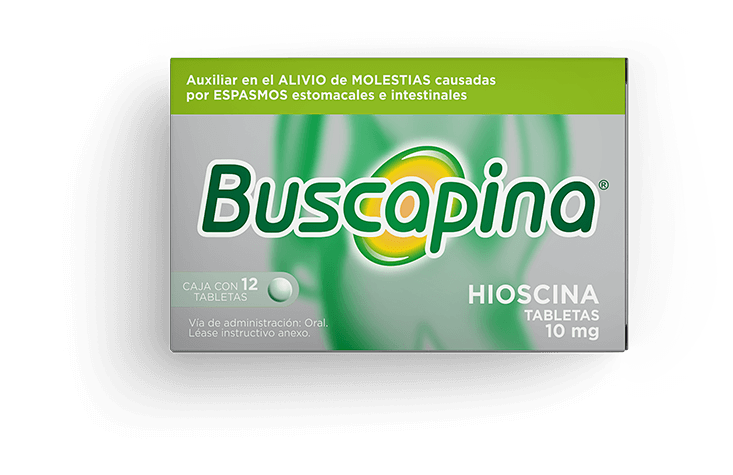 Auxiliar en el ALIVIO de MOLESTIAS causadas
por ESPASMOS estomacales e intestinales
Buscapina®
CAJA CON 12
TABLETAS
HIOSCINA
TABLETAS
10 mg
Vía de administración: Oral.
Léase instructivo anexo.